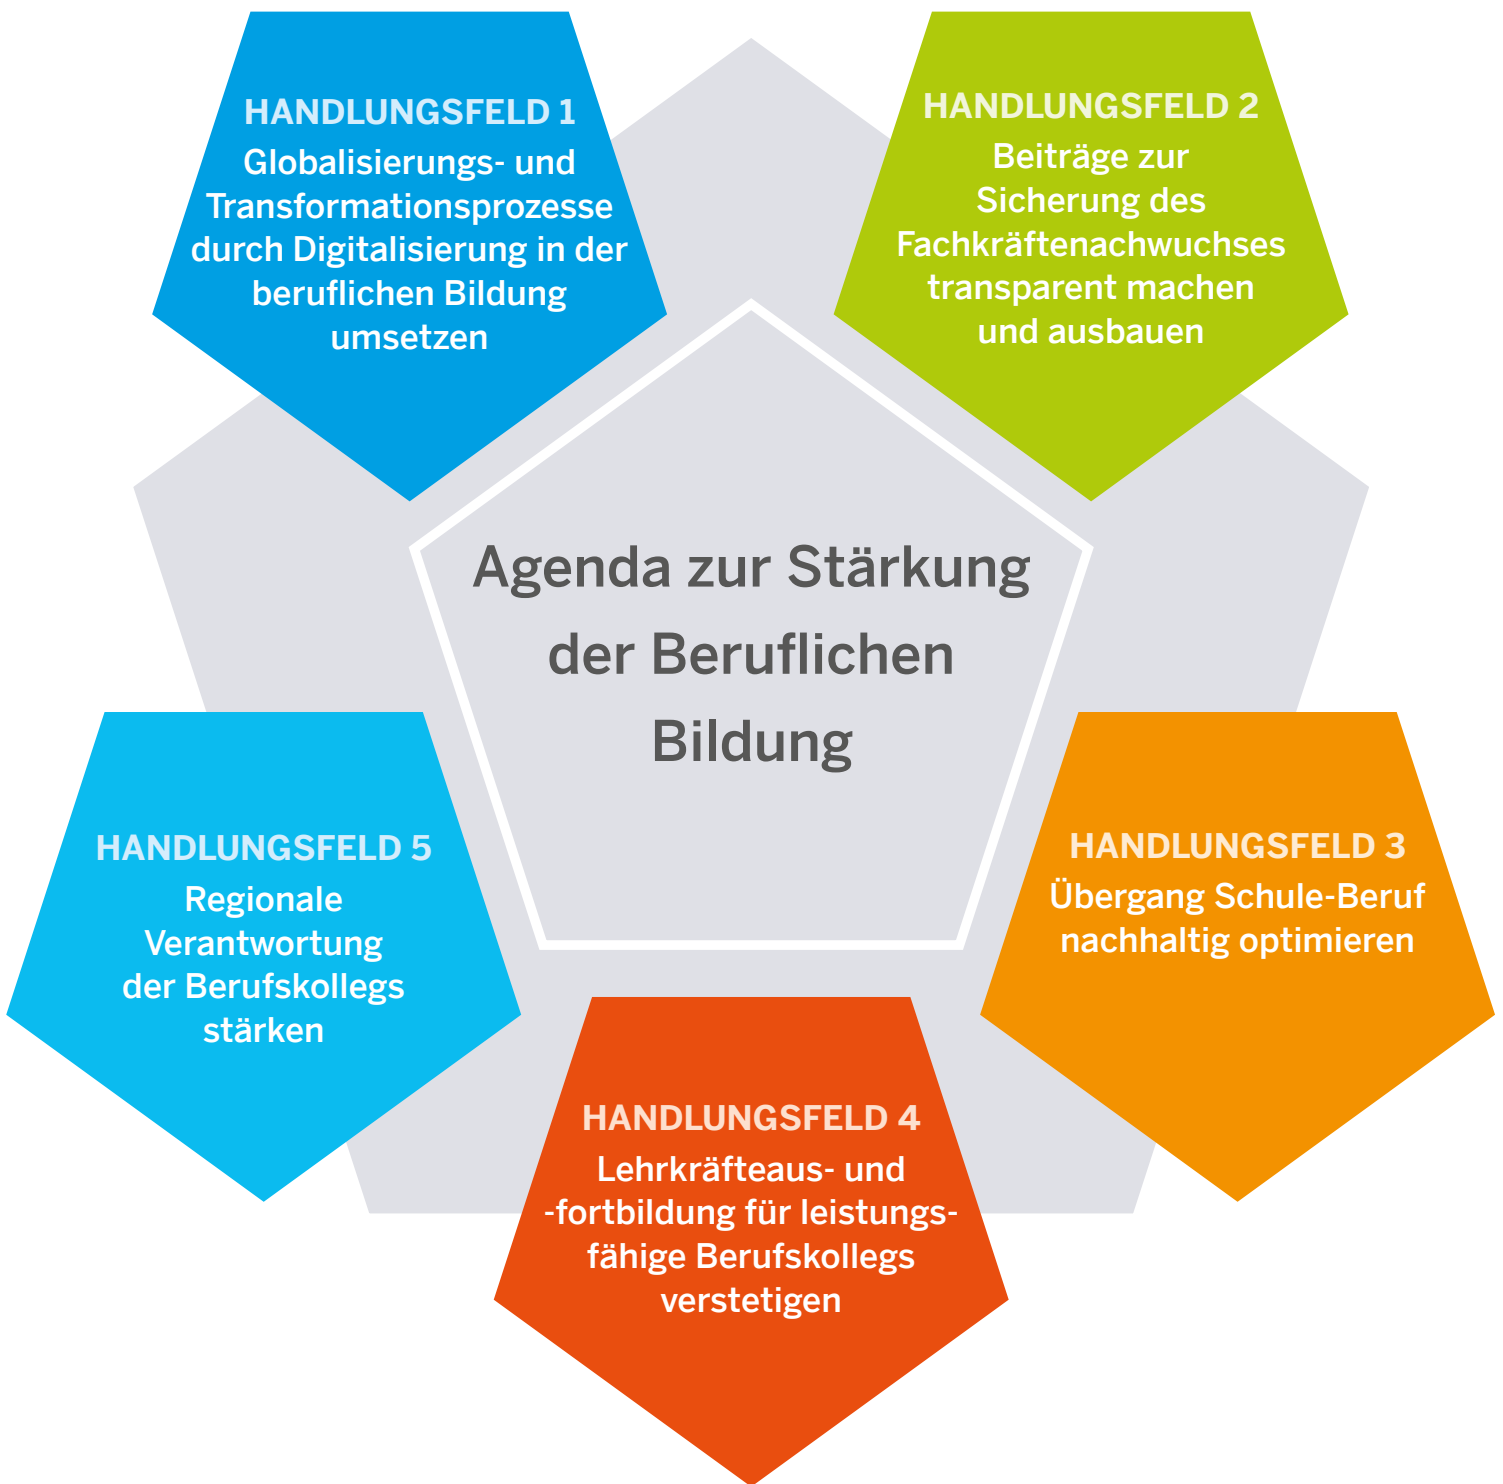 HANDLUNGSFELD 1
Globalisierungs- und
Transformationsprozesse
durch Digitalisierung in der
beruflichen Bildung
umsetzen
HANDLUNGSFELD 2
Beiträge zur
Sicherung des
Fachkräftenachwuchses
transparent machen
und ausbauen
Agenda zur Stärkung
der Beruflichen
Bildung
HANDLUNGSFELD 3
Übergang Schule-Beruf
nachhaltig optimieren
HANDLUNGSFELD 4
Lehrkräfteaus- und
-fortbildung für leistungs-
fähige Berufskollegs
verstetigen
HANDLUNGSFELD 5
Regionale
Verantwortung
der Berufskollegs
stärken